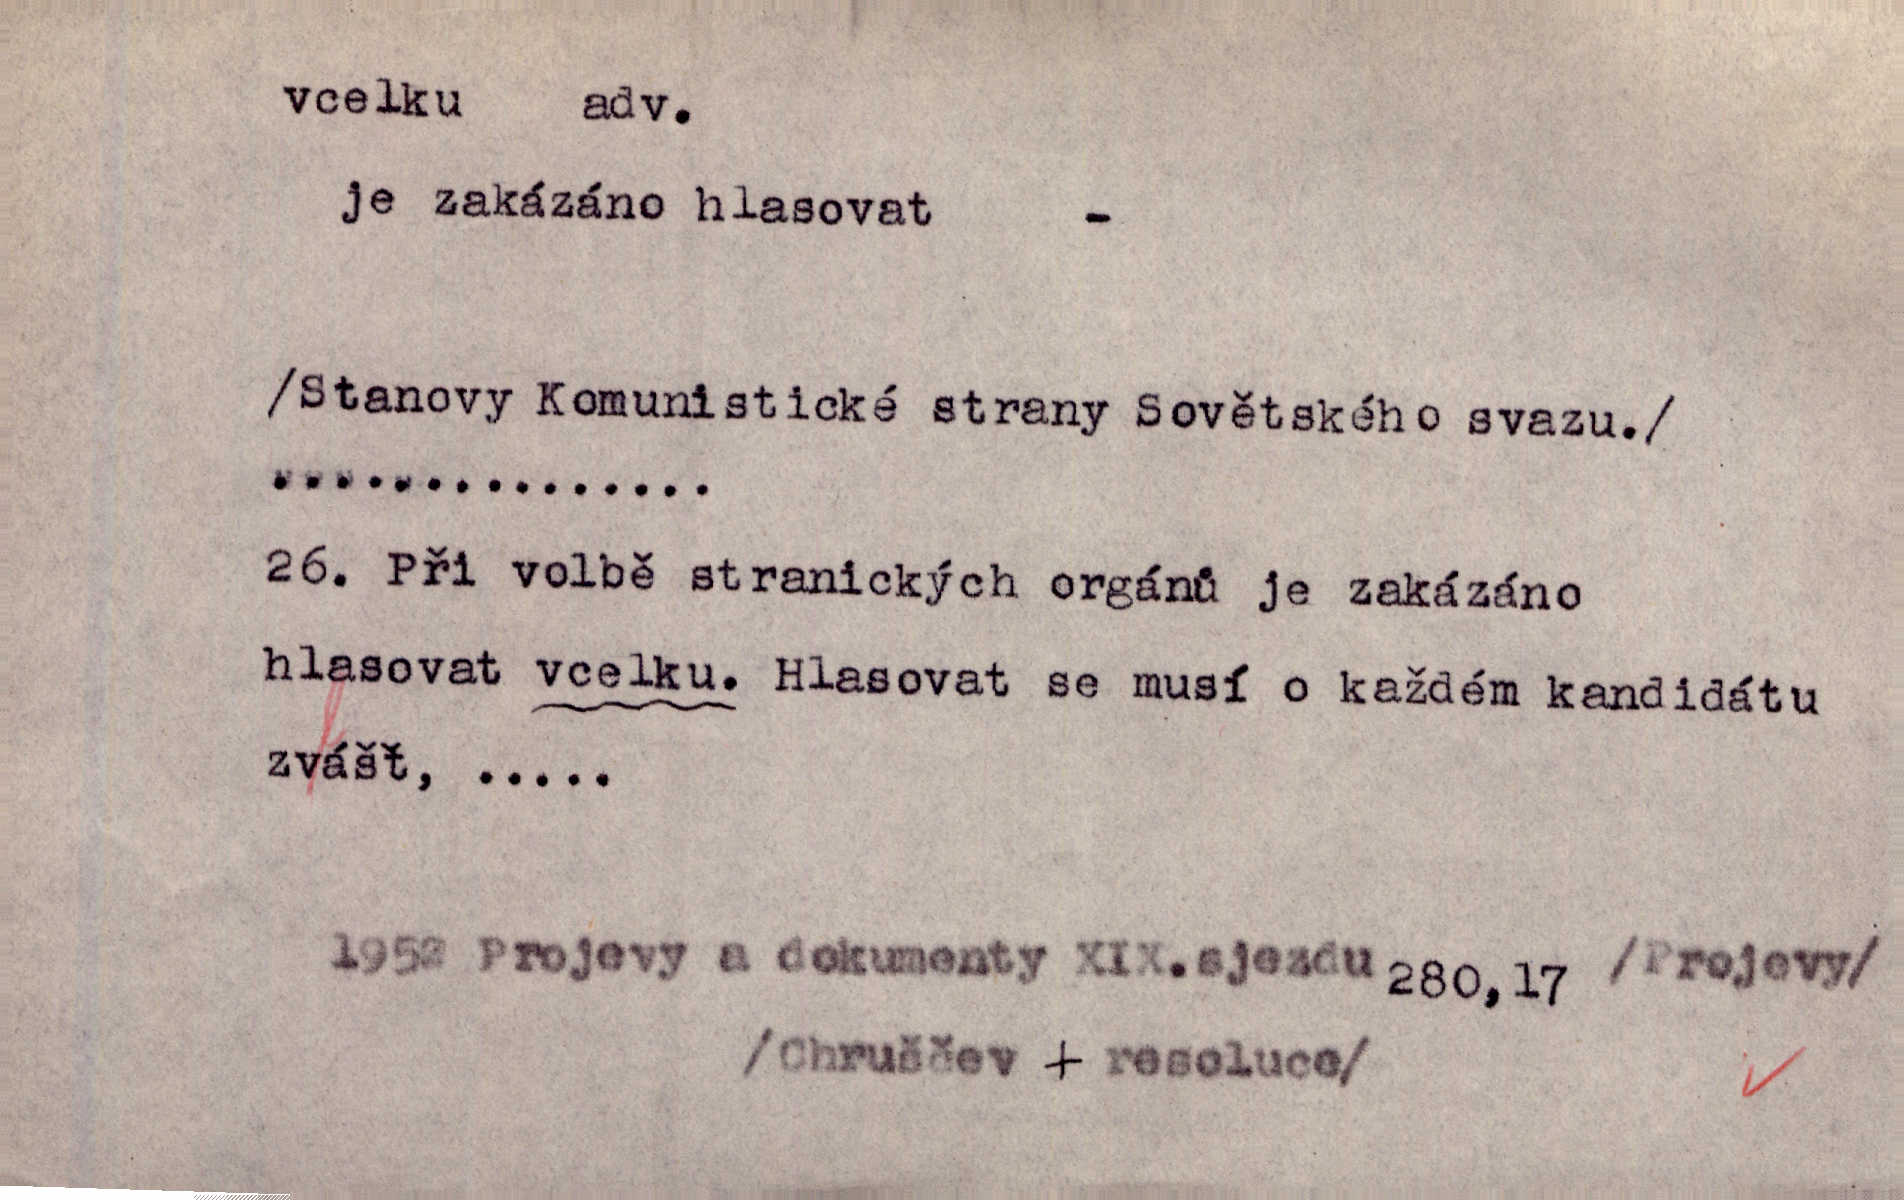 vcelku adv.
je zakázáno hlasovat -
/Stanovy Komunistické strany Sovětského svazu./
...............
26. Při volbě stranických orgánů je zakázáno
hlasovat vcelku. Hlasovat se musí o každém kandidátu
zvášť, .....
1952 Projevy a dokumenty XIX.sjezdu 280,17 /Projevy/
/Chruščev + resoluce/